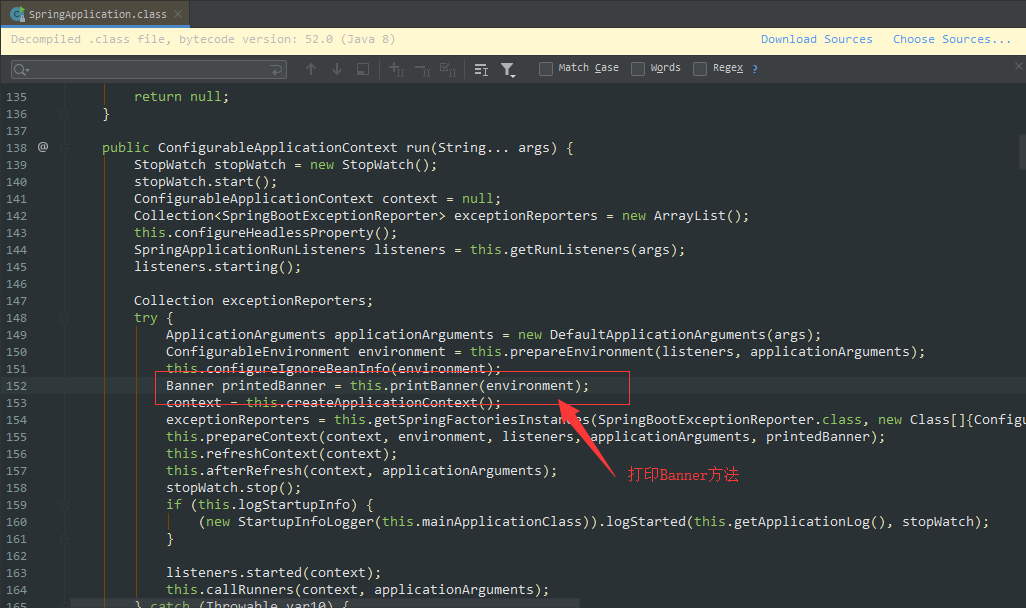 SpringApplication.class
Decompiled .class file, bytecode version: 52.0 (Java 8) Download Sources Choose Sources...
Match Case Words Regex ?
135 return null;
136 }
137
138 @ public ConfigurableApplicationContext run(String... args) {
139 StopWatch stopWatch = new StopWatch();
140 stopWatch.start();
141 ConfigurableApplicationContext context = null;
142 Collection<SpringBootExceptionReporter> exceptionReporters = new ArrayList();
143 this.configureHeadlessProperty();
144 SpringApplicationRunListeners listeners = this.getRunListeners(args);
145 listeners.starting();
146
147 Collection exceptionReporters;
148 try {
149 ApplicationArguments applicationArguments = new DefaultApplicationArguments(args);
150 ConfigurableEnvironment environment = this.prepareEnvironment(listeners, applicationArguments);
151 this.configureIgnoreBeanInfo(environment);
152 Banner printedBanner = this.printBanner(environment);
153 context = this.createApplicationContext();
154 exceptionReporters = this.getSpringFactoriesInstances(SpringBootExceptionReporter.class, new Class[]{Configu
155 this.prepareContext(context, environment, listeners, applicationArguments, printedBanner);
156 this.refreshContext(context);
157 this.afterRefresh(context, applicationArguments);
打印Banner方法
158 stopWatch.stop();
159 if (this.logStartupInfo) {
160 (new StartupInfoLogger(this.mainApplicationClass)).logStarted(this.getApplicationLog(), stopWatch);
161 }
162
163 listeners.started(context);
164 this.callRunners(context, applicationArguments);
165 } catch (Throwable var10) {